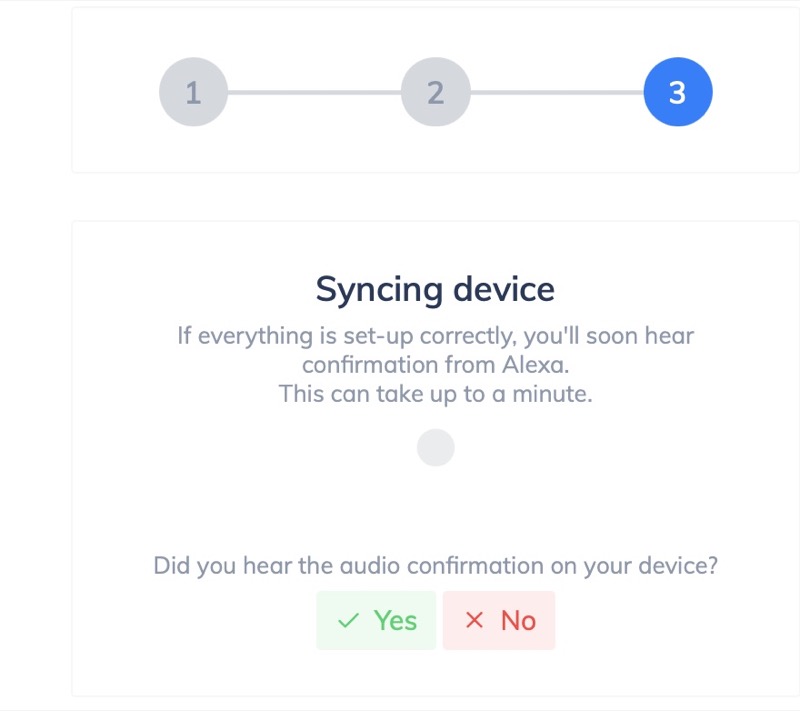 1 2 3
Syncing device
If everything is set-up correctly, you'll soon hear
confirmation from Alexa.
This can take up to a minute.
Did you hear the audio confirmation on your device?
Yes No